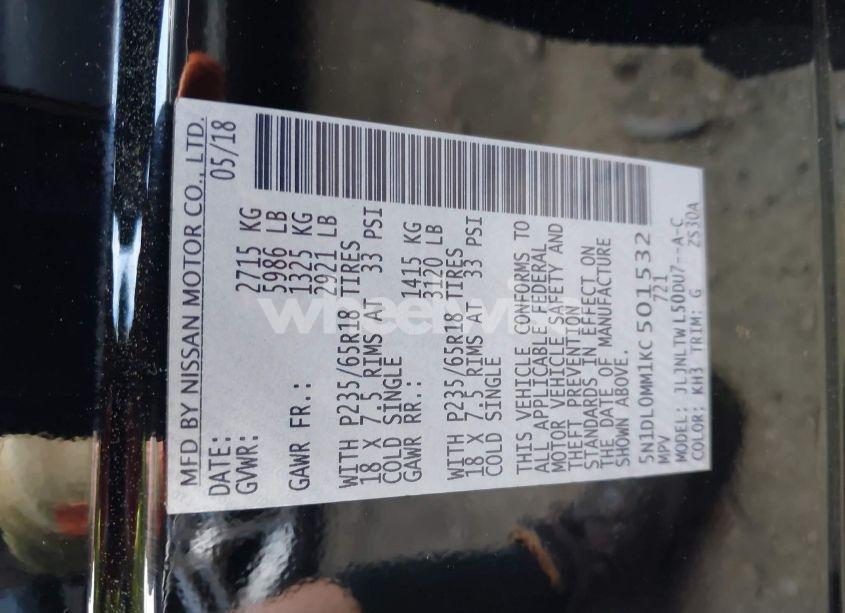 MFD BY NISSAN MOTOR CO., LTD.
DATE: 05/18
GVWR: 2715 KG
5986 LB
GAWR FR.: 1325 KG
2921 LB
WITH P235/65R18 TIRES
18 X 7.5 RIMS AT 33 PSI
COLD SINGLE
GAWR RR.: 1415 KG
3120 LB
WITH P235/65R18 TIRES
18 X 7.5 RIMS AT 33 PSI
COLD SINGLE
THIS VEHICLE CONFORMS TO
ALL APPLICABLE FEDERAL
MOTOR VEHICLE SAFETY AND
THEFT PREVENTION
STANDARDS IN EFFECT ON
THE DATE OF MANUFACTURE
SHOWN ABOVE.
5N1DL0MM1KC501532
MPV 721
MODEL: JLJNLTWL50DU7--A-C
COLOR: KH3 TRIM: G ZS30A